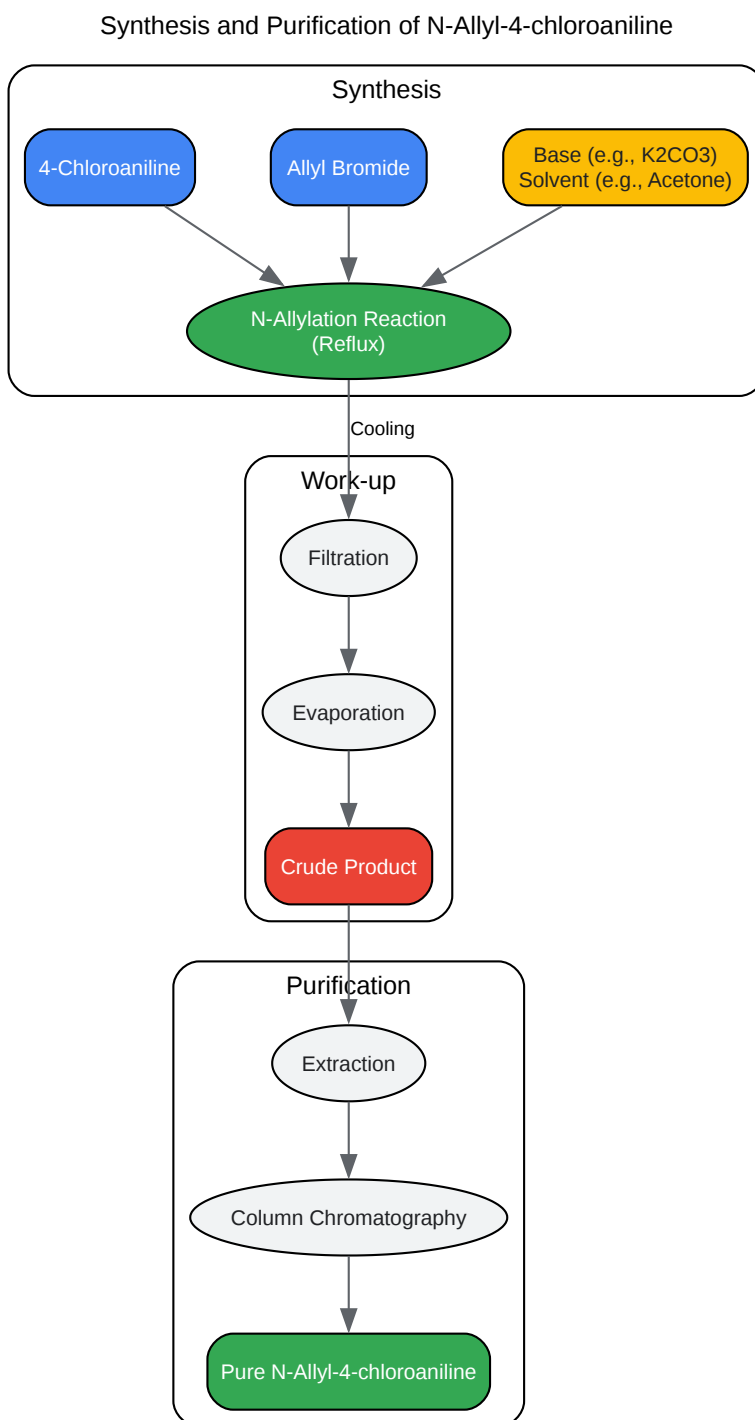 Synthesis and Purification of N-Allyl-4-chloroaniline
Synthesis
4-Chloroaniline
Allyl Bromide
Base (e.g., K2CO3)
Solvent (e.g., Acetone)
N-Allylation Reaction
(Reflux)
Cooling
Work-up
Filtration
Evaporation
Crude Product
Purification
Extraction
Column Chromatography
Pure N-Allyl-4-chloroaniline